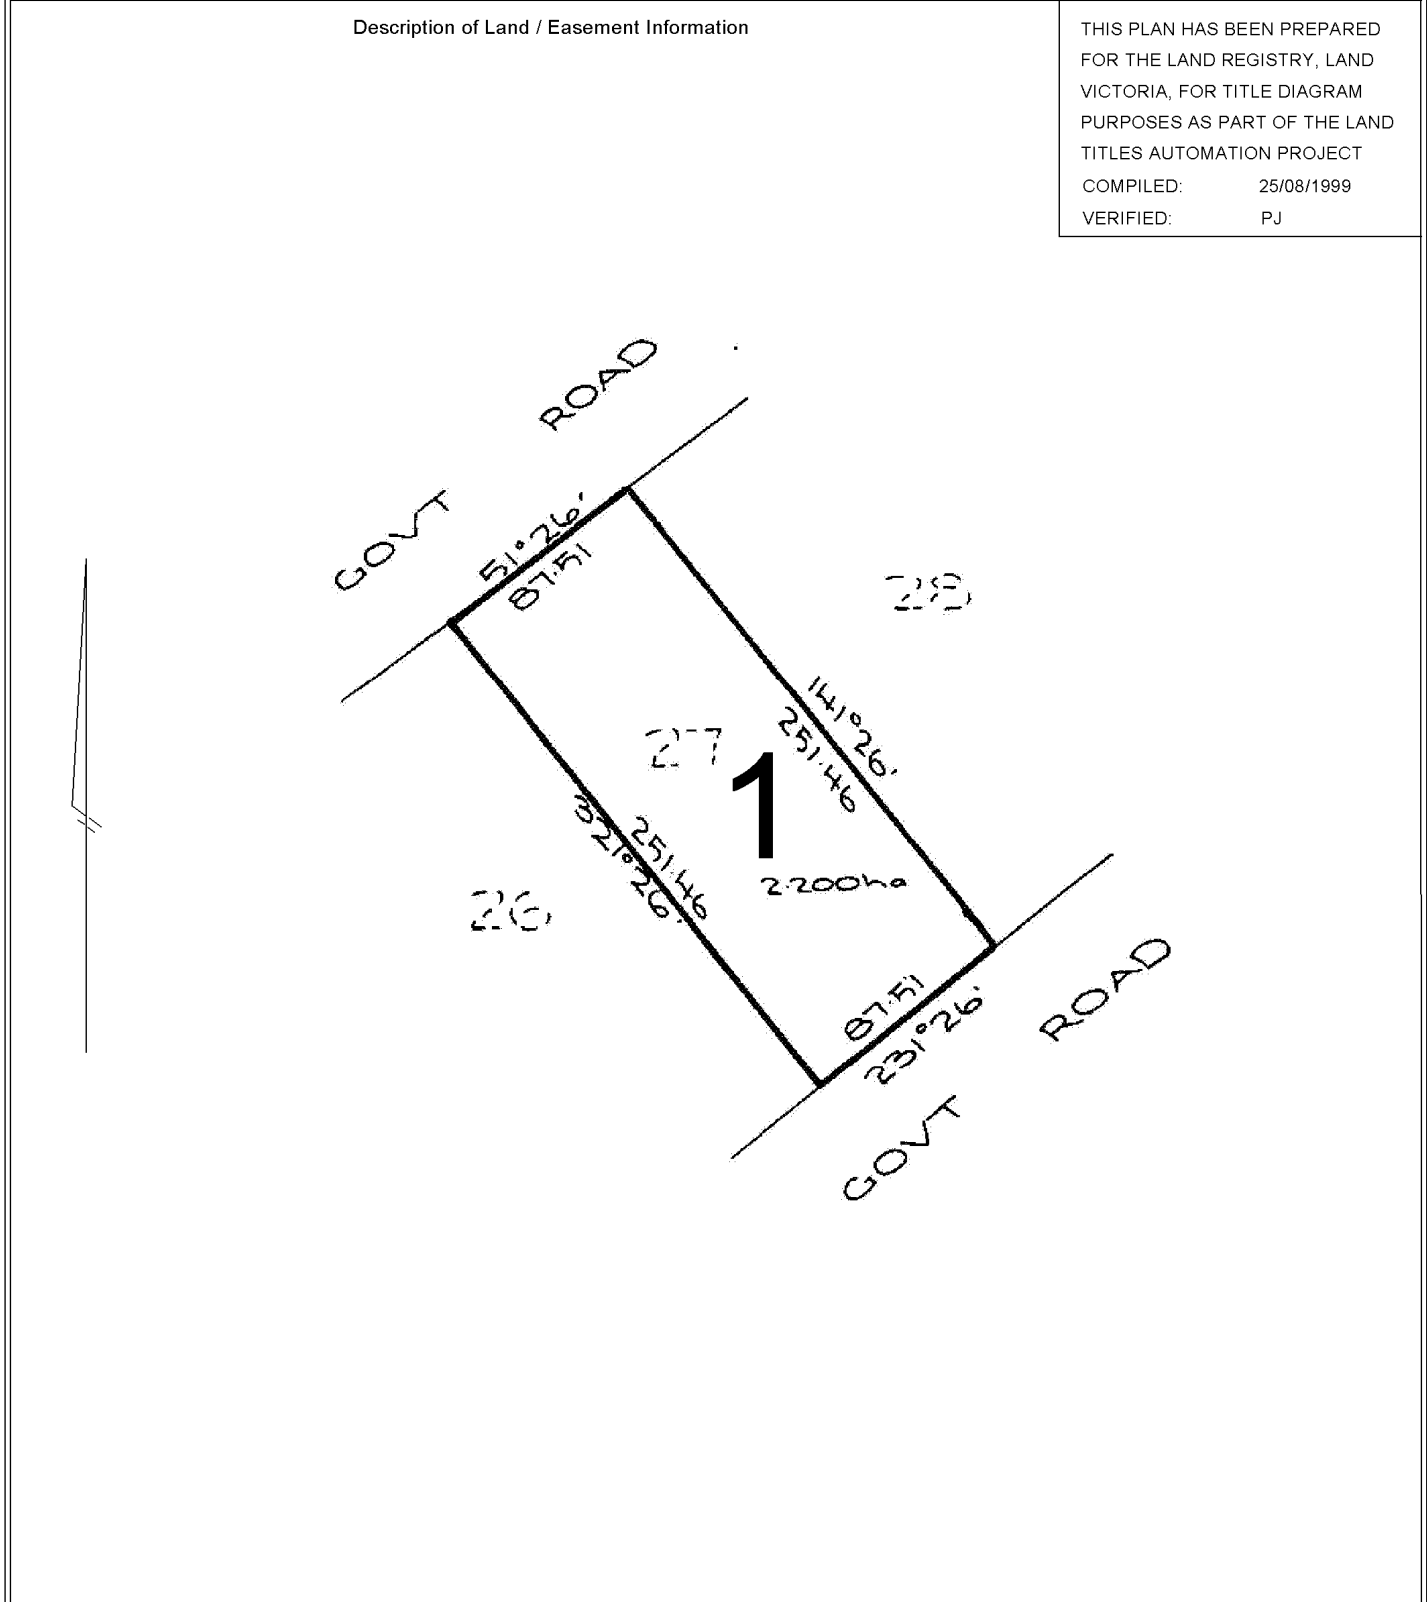 Description of Land / Easement Information
THIS PLAN HAS BEEN PREPARED
FOR THE LAND REGISTRY, LAND
VICTORIA, FOR TITLE DIAGRAM
PURPOSES AS PART OF THE LAND
TITLES AUTOMATION PROJECT
COMPILED: 25/08/1999
VERIFIED: PJ
GOVT ROAD
51°26'
87.51
28
141°26'
251.46
27
1
2.200ha
251.46
321°26'
26
87.51
231°26'
GOVT ROAD